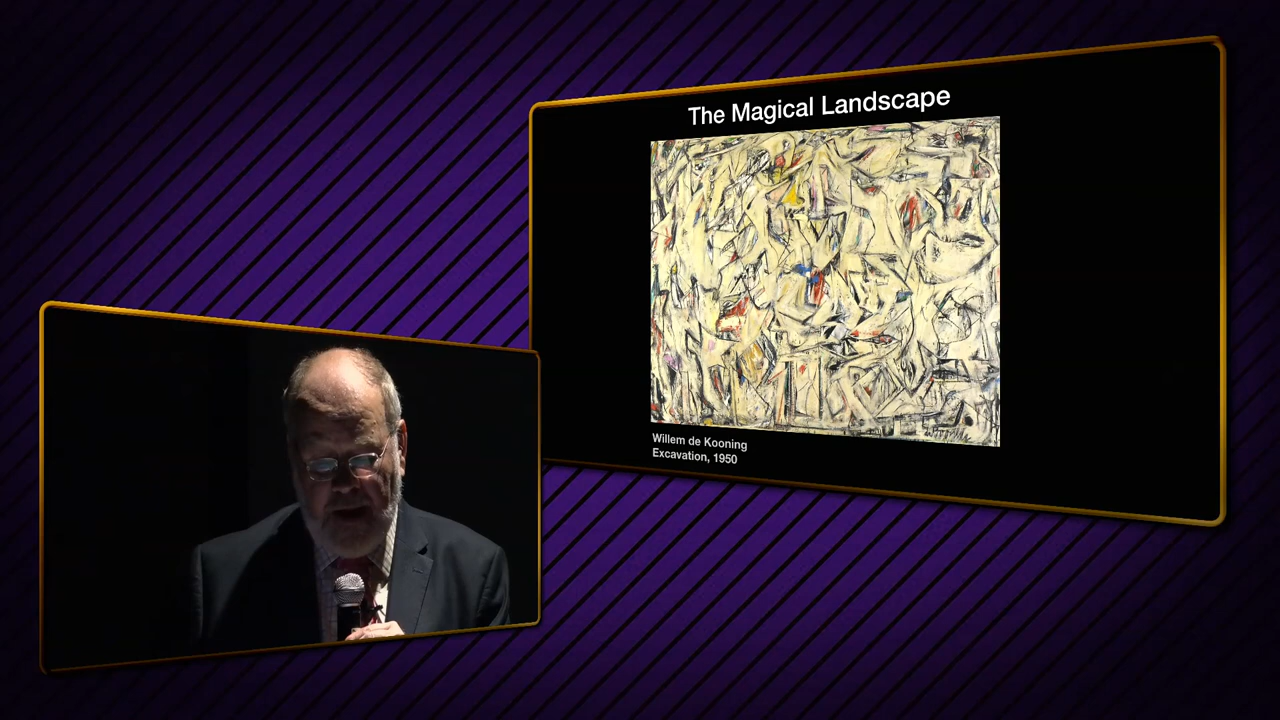 The Magical Landscape
Willem de Kooning
Excavation, 1950